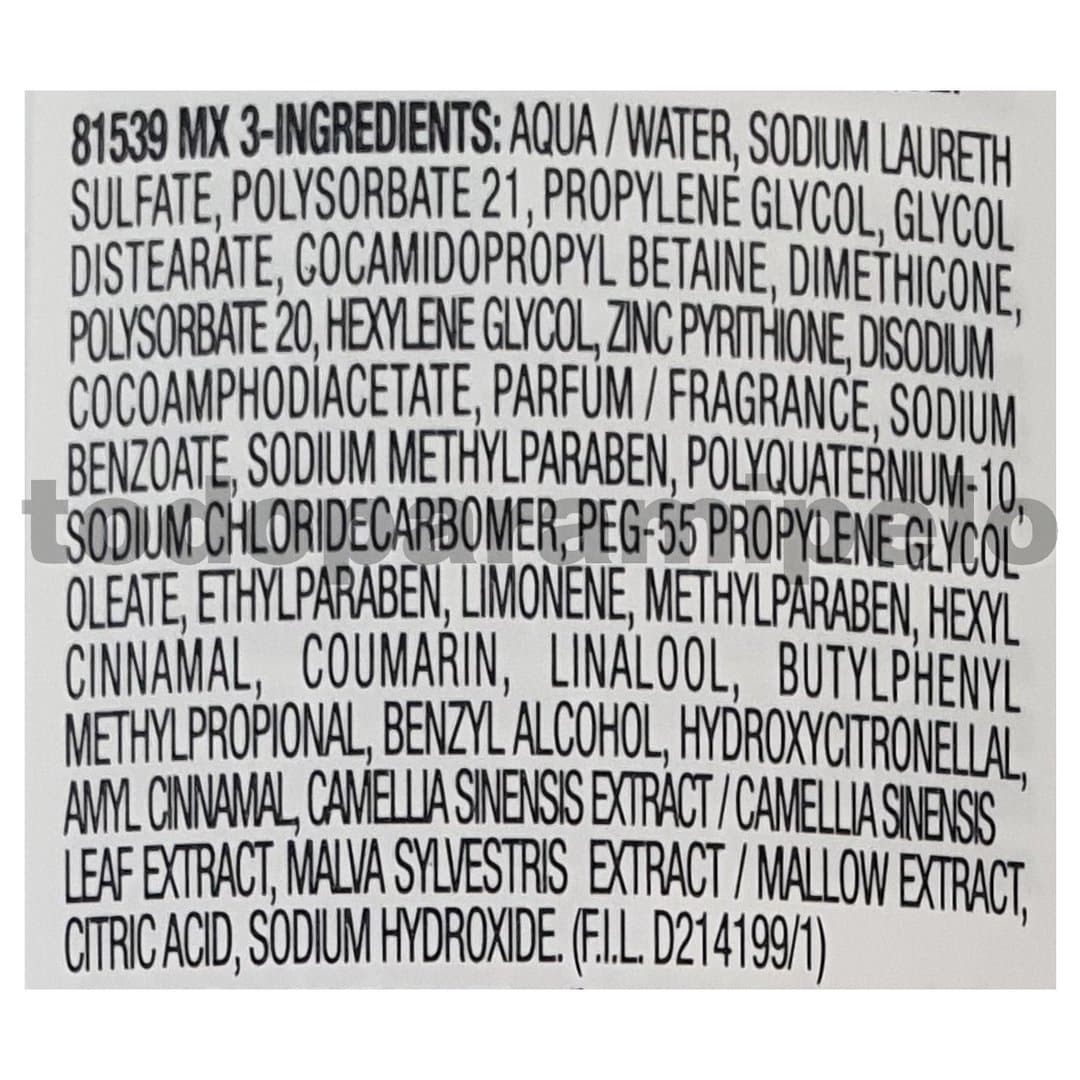 81539 MX 3-INGREDIENTS: AQUA / WATER, SODIUM LAURETH
SULFATE, POLYSORBATE 21, PROPYLENE GLYCOL, GLYCOL
DISTEARATE, COCAMIDOPROPYL BETAINE, DIMETHICONE,
POLYSORBATE 20, HEXYLENE GLYCOL, ZINC PYRITHIONE, DISODIUM
COCOAMPHODIACETATE, PARFUM / FRAGRANCE, SODIUM
BENZOATE, SODIUM METHYLPARABEN, POLYQUATERNIUM-10,
todoparamipelo
SODIUM CHLORIDECARBOMER, PEG-55 PROPYLENE GLYCOL
OLEATE, ETHYLPARABEN, LIMONENE, METHYLPARABEN, HEXYL
CINNAMAL, COUMARIN, LINALOOL, BUTYLPHENYL
METHYLPROPIONAL, BENZYL ALCOHOL, HYDROXYCITRONELLAL,
AMYL CINNAMAL, CAMELLIA SINENSIS EXTRACT / CAMELLIA SINENSIS
LEAF EXTRACT, MALVA SYLVESTRIS EXTRACT / MALLOW EXTRACT,
CITRIC ACID, SODIUM HYDROXIDE. (F.I.L. D214199/1)